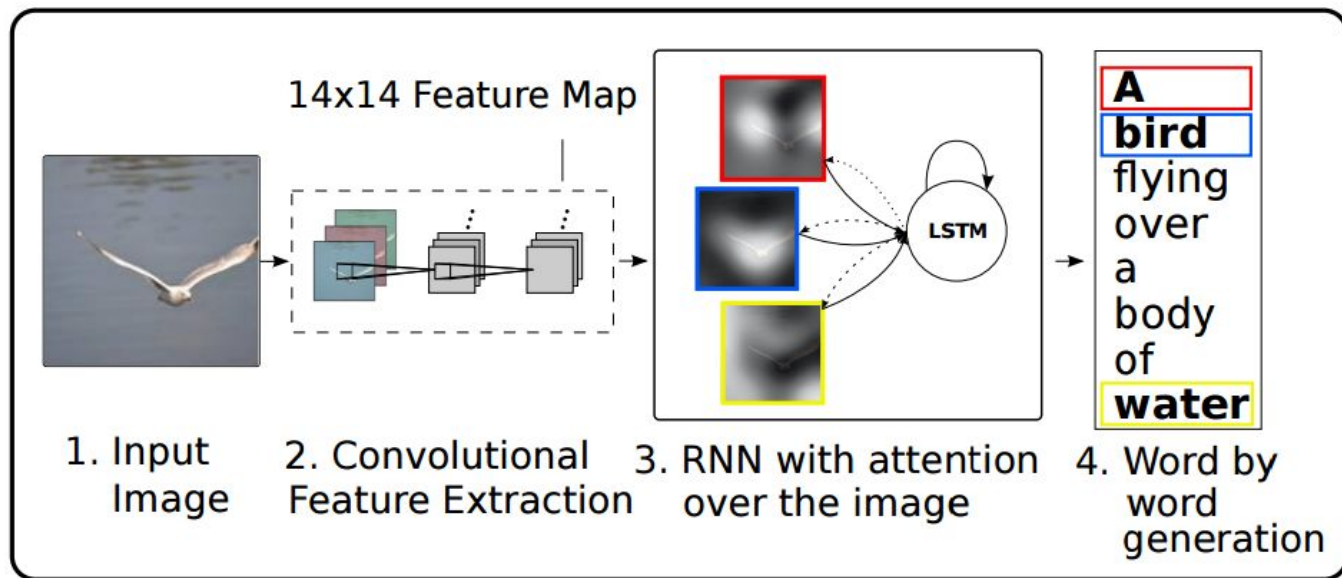 14x14 Feature Map
LSTM
A
bird
flying
over
a
body
of
water
1. Input
Image
2. Convolutional
Feature Extraction
3. RNN with attention
over the image
4. Word by
word
generation